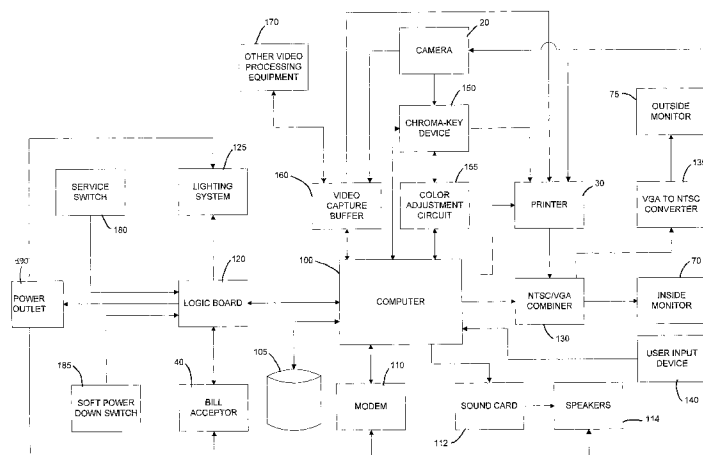 170
20
OTHER VIDEO
PROCESSING
EQUIPMENT
CAMERA
150
75
CHROMA-KEY
DEVICE
OUTSIDE
MONITOR
125
155
30
SERVICE
SWITCH
LIGHTING
SYSTEM
160
VIDEO
CAPTURE
BUFFER
COLOR
ADJUSTMENT
CIRCUIT
PRINTER
VGA TO NTSC
CONVERTER
180
120
100
70
POWER
OUTLET
LOGIC BOARD
COMPUTER
NTSC/VGA
COMBINER
INSIDE
MONITOR
130
185
40
105
110
USER INPUT
DEVICE
SOFT POWER
DOWN SWITCH
BILL
ACCEPTOR
MODEM
SOUND CARD
SPEAKERS
140
112
114